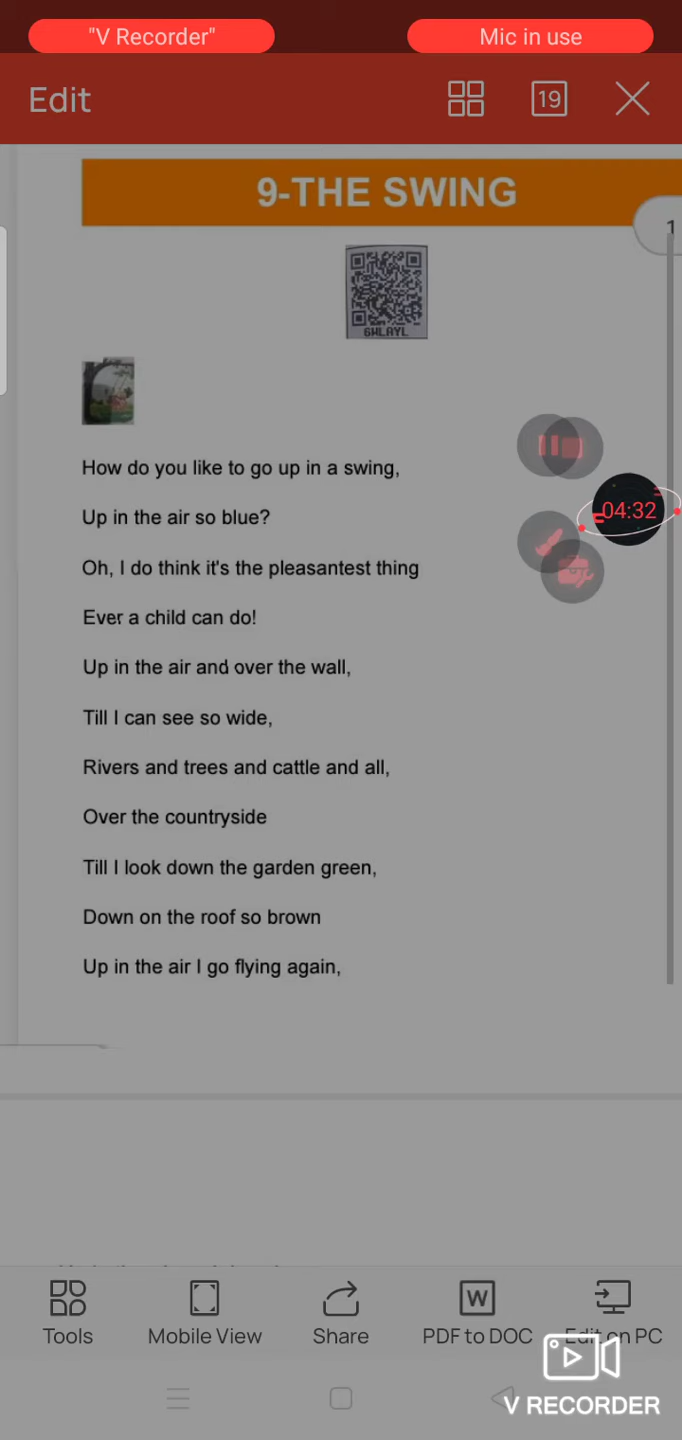 "V Recorder" Mic in use
Edit 19
9-THE SWING
1
6WLAYL
How do you like to go up in a swing,
Up in the air so blue?
Oh, I do think it's the pleasantest thing
Ever a child can do!
04:32
Up in the air and over the wall,
Till I can see so wide,
Rivers and trees and cattle and all,
Over the countryside
Till I look down the garden green,
Down on the roof so brown
Up in the air I go flying again,
Tools Mobile View Share PDF to DOC Edit on PC
W
V RECORDER